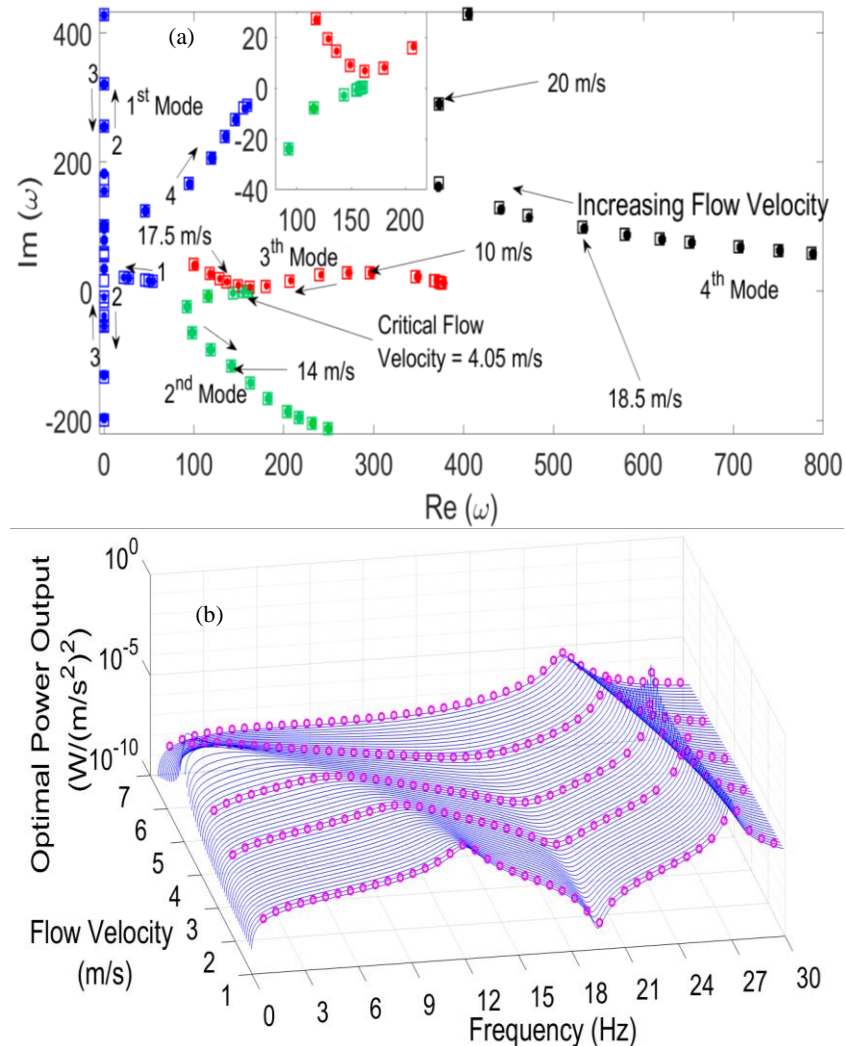 (a)
400
200
0
-200
Im (ω)
0 100 200 300 400 500 600 700 800
Re (ω)
20
0
-20
-40
100 150 200
3
2
1st Mode
4
1
2
3
17.5 m/s
3th Mode
10 m/s
20 m/s
Increasing Flow Velocity
4th Mode
18.5 m/s
Critical Flow
Velocity = 4.05 m/s
14 m/s
2nd Mode
(b)
Optimal Power Output
(W/(m/s²)²)
10⁰
10⁻⁵
10⁻¹⁰
7
6
5
4
3
2
1
Flow Velocity
(m/s)
0 3 6 9 12 15 18 21 24 27 30
Frequency (Hz)